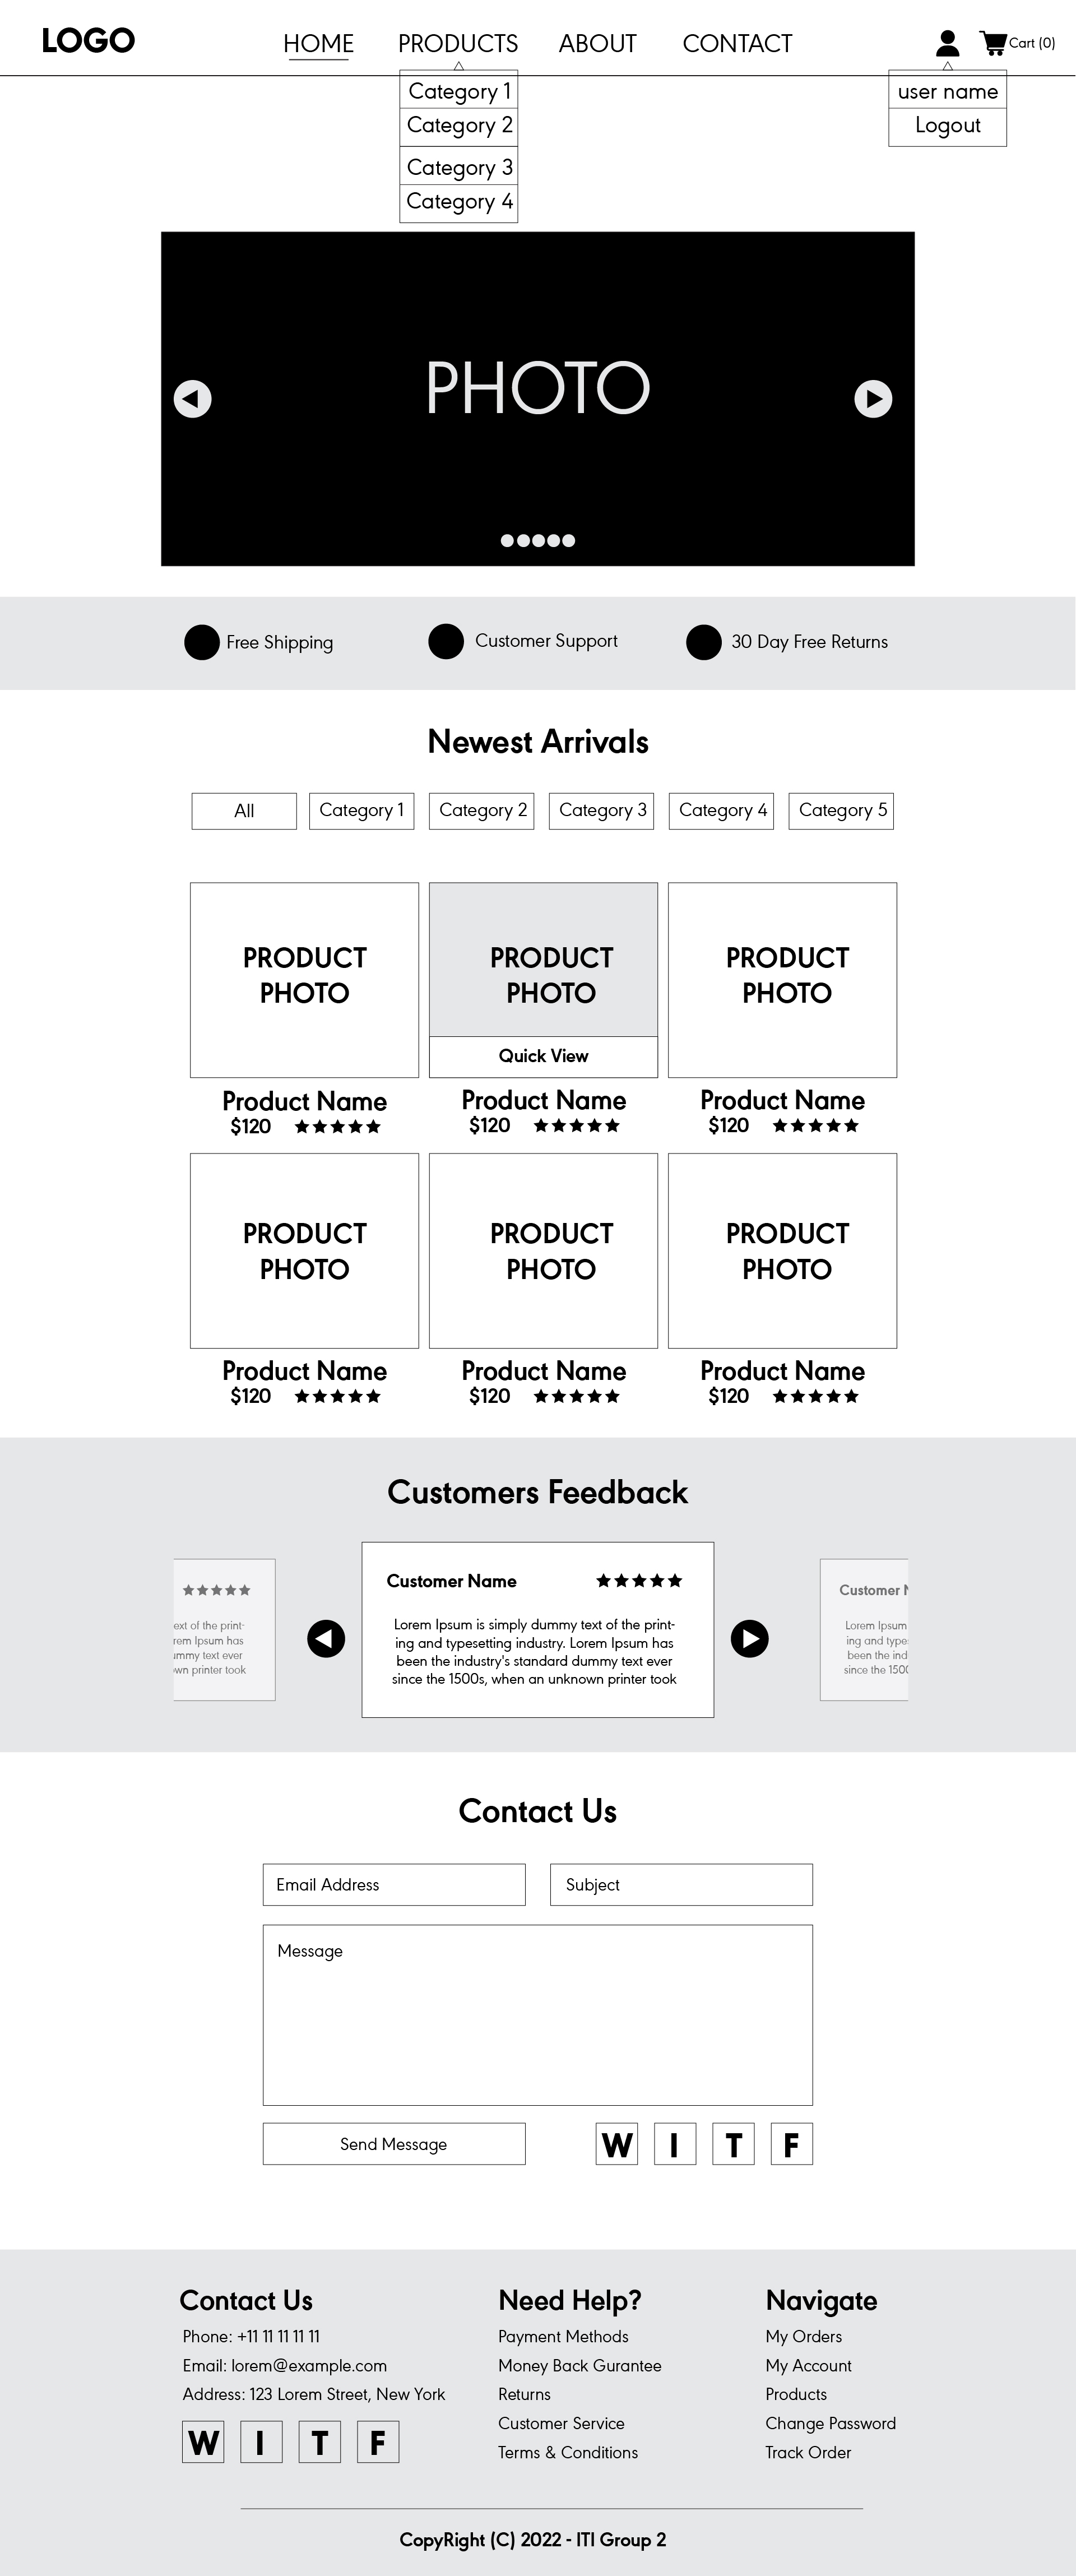 LOGO
HOME
PRODUCTS
ABOUT
CONTACT
Cart (0)
Category 1
Category 2
Category 3
Category 4
user name
Logout
PHOTO
Free Shipping
Customer Support
30 Day Free Returns
Newest Arrivals
All
Category 1
Category 2
Category 3
Category 4
Category 5
PRODUCT
PHOTO
PRODUCT
PHOTO
Quick View
PRODUCT
PHOTO
Product Name
$120
Product Name
$120
Product Name
$120
PRODUCT
PHOTO
PRODUCT
PHOTO
PRODUCT
PHOTO
Product Name
$120
Product Name
$120
Product Name
$120
Customers Feedback
ext of the print-
rem Ipsum has
ummy text ever
wn printer took
Customer Name
Lorem Ipsum is simply dummy text of the print-
ing and typesetting industry. Lorem Ipsum has
been the industry's standard dummy text ever
since the 1500s, when an unknown printer took
Customer N
Lorem Ipsum
ing and type
been the ind
since the 1500
Contact Us
Email Address
Subject
Message
Send Message
W I T F
Contact Us
Phone: +11 11 11 11 11
Email: lorem@example.com
Address: 123 Lorem Street, New York
W I T F
Need Help?
Payment Methods
Money Back Gurantee
Returns
Customer Service
Terms & Conditions
Navigate
My Orders
My Account
Products
Change Password
Track Order
CopyRight (C) 2022 - ITI Group 2